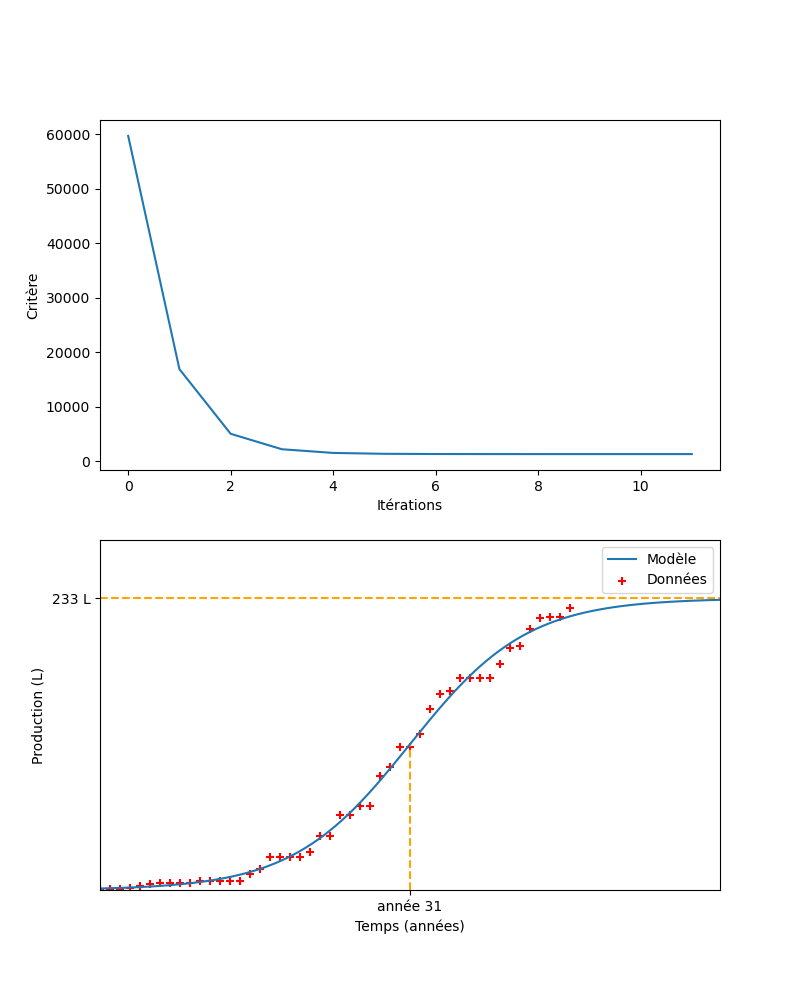 60000
50000
40000
30000
20000
10000
0
Critère
0 2 4 6 8 10
Itérations
Modèle
Données
233 L
Production (L)
année 31
Temps (années)